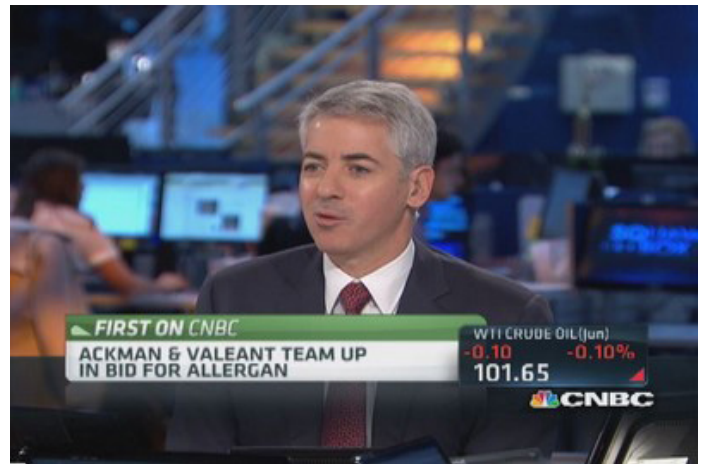 FIRST ON CNBC
ACKMAN & VALEANT TEAM UP
IN BID FOR ALLERGAN
WTI CRUDE OIL(Jun)
-0.10 -0.10%
101.65
CNBC